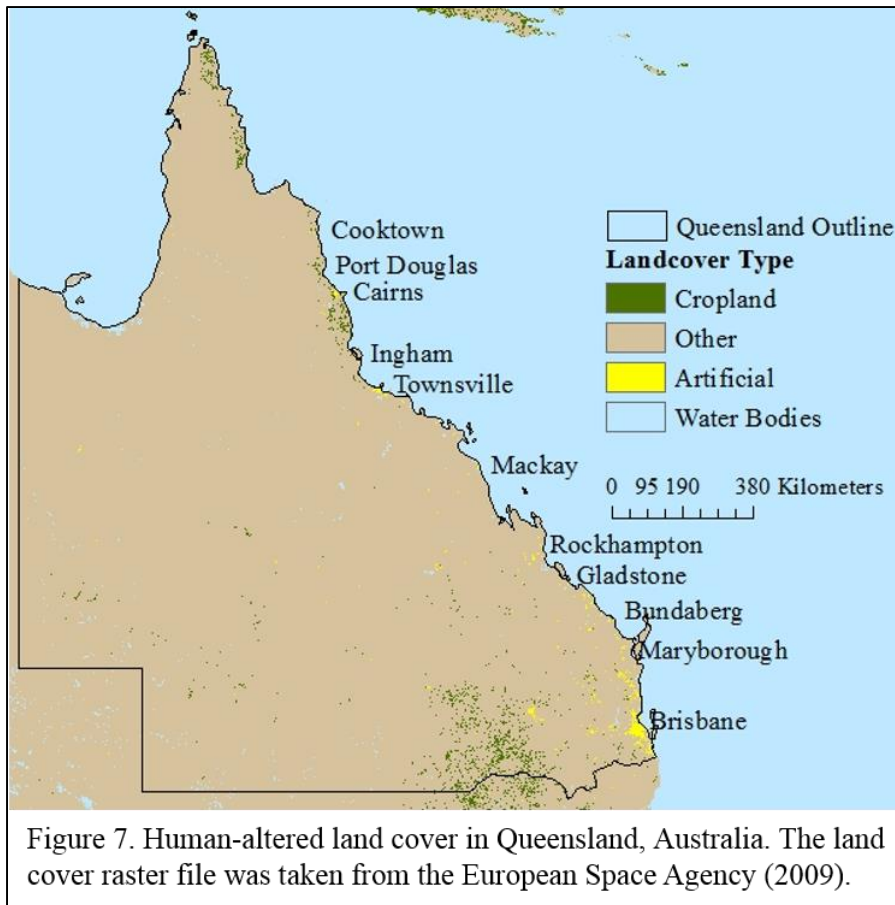 Cooktown
Port Douglas
Cairns
Ingham
Townsville
Mackay
Rockhampton
Gladstone
Bundaberg
Maryborough
Brisbane
Queensland Outline
Landcover Type
Cropland
Other
Artificial
Water Bodies
0 95 190 380 Kilometers
Figure 7. Human-altered land cover in Queensland, Australia. The land
cover raster file was taken from the European Space Agency (2009).